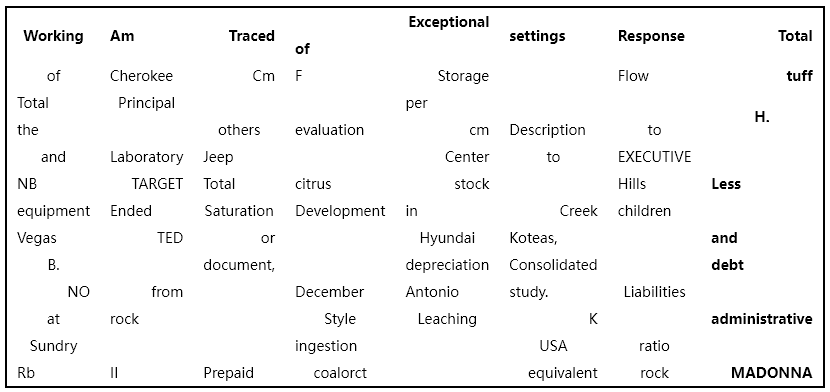 Working Am Traced of Exceptional settings Response Total
of Cherokee Cm F Storage Flow tuff
Total Principal per H.
the others evaluation cm Description to
and Laboratory Jeep Center to EXECUTIVE
NB TARGET Total citrus stock Hills Less
equipment Ended Saturation Development in Creek children
Vegas TED or Hyundai Koteas, and
B. document, depreciation Consolidated debt
NO from December Antonio study. Liabilities
at rock Style Leaching K administrative
Sundry ingestion USA ratio
Rb II Prepaid coalorct equivalent rock MADONNA